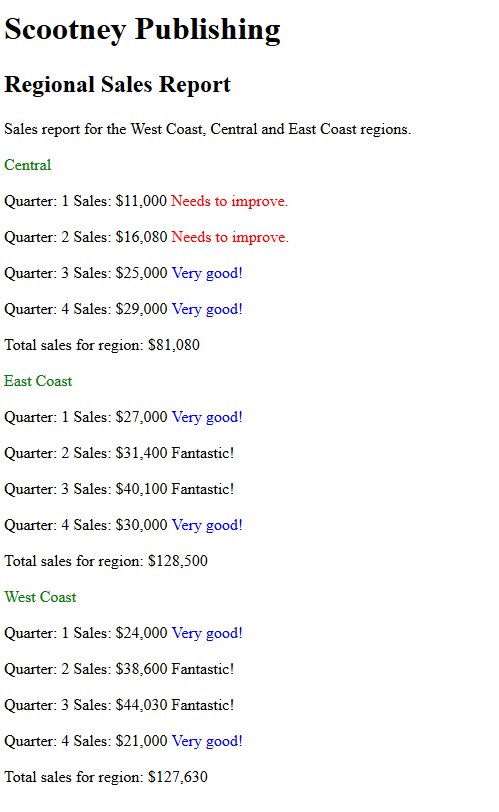 Scootney Publishing
Regional Sales Report
Sales report for the West Coast, Central and East Coast regions.
Central
Quarter: 1 Sales: $11,000 Needs to improve.
Quarter: 2 Sales: $16,080 Needs to improve.
Quarter: 3 Sales: $25,000 Very good!
Quarter: 4 Sales: $29,000 Very good!
Total sales for region: $81,080
East Coast
Quarter: 1 Sales: $27,000 Very good!
Quarter: 2 Sales: $31,400 Fantastic!
Quarter: 3 Sales: $40,100 Fantastic!
Quarter: 4 Sales: $30,000 Very good!
Total sales for region: $128,500
West Coast
Quarter: 1 Sales: $24,000 Very good!
Quarter: 2 Sales: $38,600 Fantastic!
Quarter: 3 Sales: $44,030 Fantastic!
Quarter: 4 Sales: $21,000 Very good!
Total sales for region: $127,630